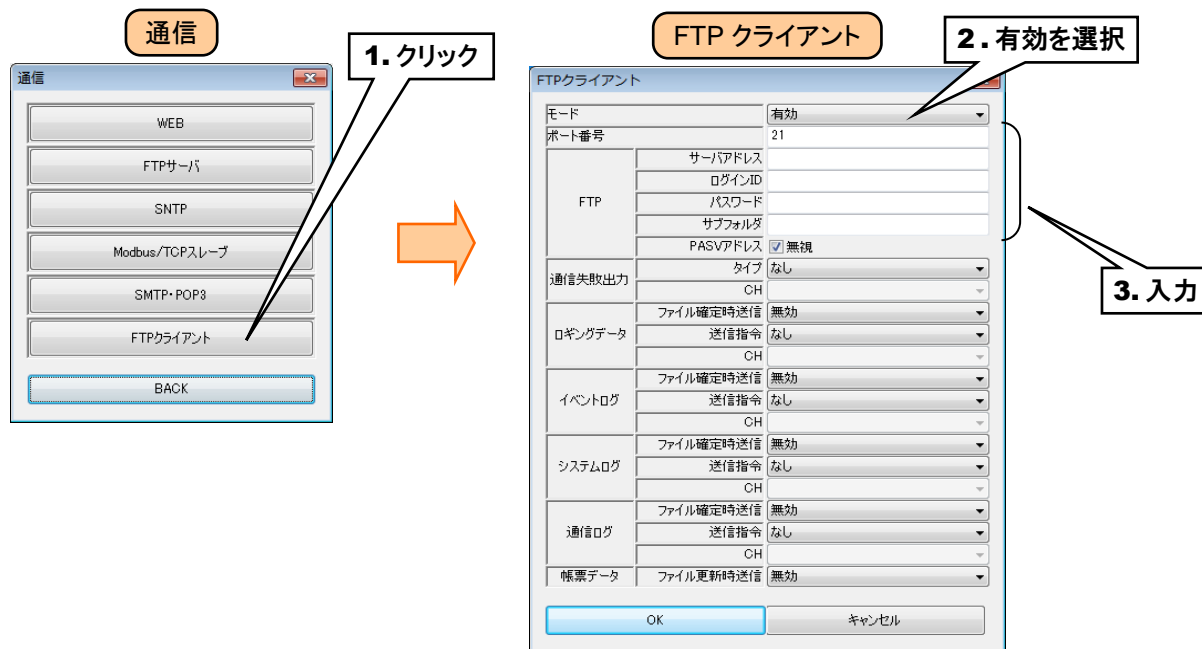 通信
1. クリック
通信
WEB
FTPサーバ
SNTP
Modbus/TCPスレーブ
SMTP・POP3
FTPクライアント
BACK
FTP クライアント
2. 有効を選択
FTPクライアント
モード 有効
ポート番号 21
FTP
サーバアドレス
ログインID
パスワード
サブフォルダ
PASVアドレス 無視
3. 入力
通信失敗出力
タイプ なし
CH
ロギングデータ
ファイル確定時送信 無効
送信指令 なし
CH
イベントログ
ファイル確定時送信 無効
送信指令 なし
CH
システムログ
ファイル確定時送信 無効
送信指令 なし
CH
通信ログ
ファイル確定時送信 無効
送信指令 なし
CH
帳票データ ファイル更新時送信 無効
OK キャンセル